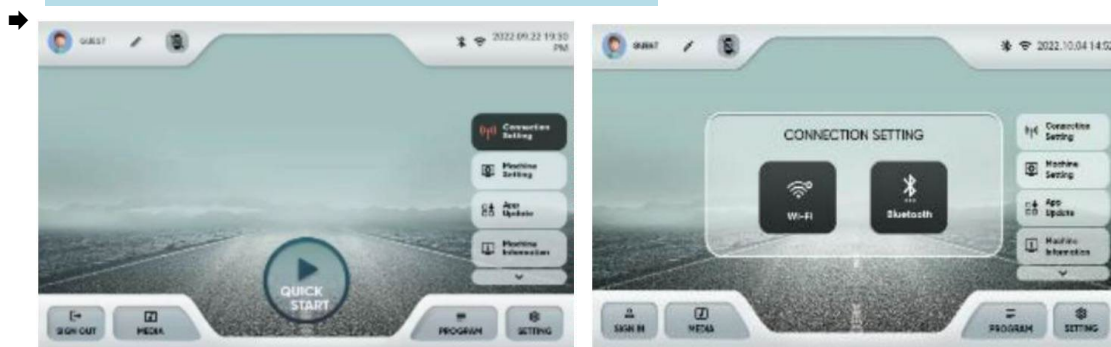 GUEST
2022.09.22 19:30
PM
Connection
Setting
Machine
Setting
App
Update
Machine
Information
QUICK
START
SIGN OUT
MEDIA
PROGRAM
SETTING
GUEST
2022.10.04 14:52
CONNECTION SETTING
Wi-Fi
Bluetooth
Connection
Setting
Machine
Setting
App
Update
Machine
Information
SIGN IN
MEDIA
PROGRAM
SETTING